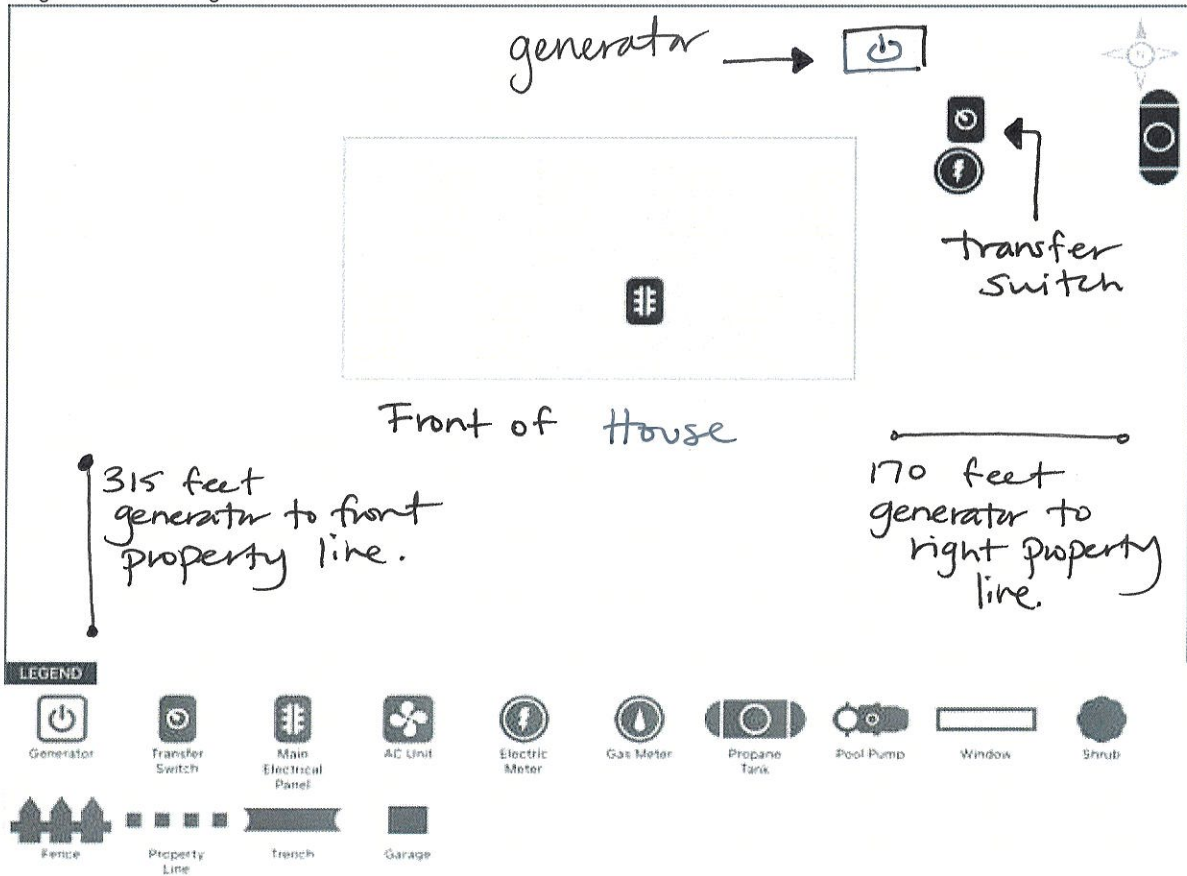 generator
transfer
switch
Front of House
315 feet
generator to front
property line.
170 feet
generator to
right property
line.
LEGEND
Generator
Transfer
Switch
Main
Electrical
Panel
AC Unit
Electric
Meter
Gas Meter
Propane
Tank
Pool Pump
Window
Shrub
Fence
Property
Line
Trench
Garage